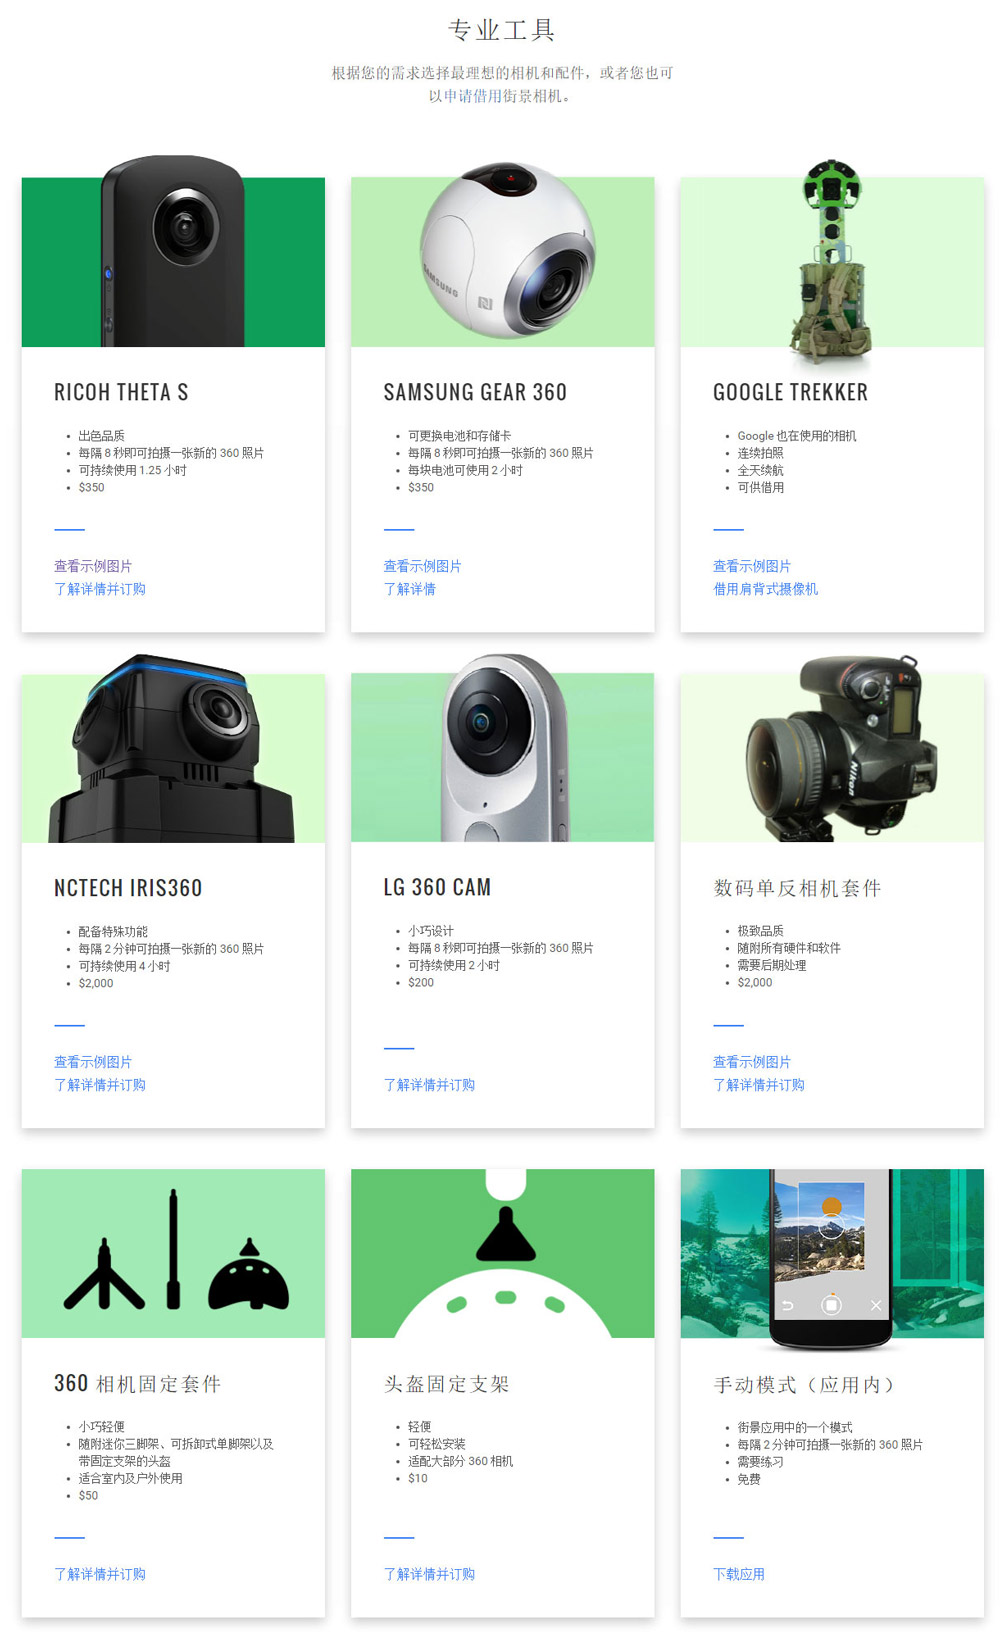 专业工具
根据您的需求选择最理想的相机和配件，或者您也可
以申请借用街景相机。
SAMSUNG
RICOH THETA S
出色品质
每隔 8 秒即可拍摄一张新的 360 照片
可持续使用 1.25 小时
$350
查看示例图片
了解详情并订购
SAMSUNG GEAR 360
可更换电池和存储卡
每隔 8 秒即可拍摄一张新的 360 照片
每块电池可使用 2 小时
$350
查看示例图片
了解详情
GOOGLE TREKKER
Google 也在使用的相机
连续拍照
全天续航
可供借用
查看示例图片
借用肩背式摄像机
Nikon
NCTECH IRIS360
配备特殊功能
每隔 2 分钟可拍摄一张新的 360 照片
可持续使用 4 小时
$2,000
查看示例图片
了解详情并订购
LG 360 CAM
小巧设计
每隔 8 秒即可拍摄一张新的 360 照片
可持续使用 2 小时
$200
了解详情并订购
数码单反相机套件
极致品质
随附所有硬件和软件
需要后期处理
$2,000
查看示例图片
了解详情并订购
360 相机固定套件
小巧轻便
随附迷你三脚架、可拆卸式单脚架以及
带固定支架的头盔
适合室内及户外使用
$50
了解详情并订购
头盔固定支架
轻便
可轻松安装
适配大部分 360 相机
$10
了解详情并订购
手动模式（应用内）
街景应用中的一个模式
每隔 2 分钟可拍摄一张新的 360 照片
需要练习
免费
下载应用